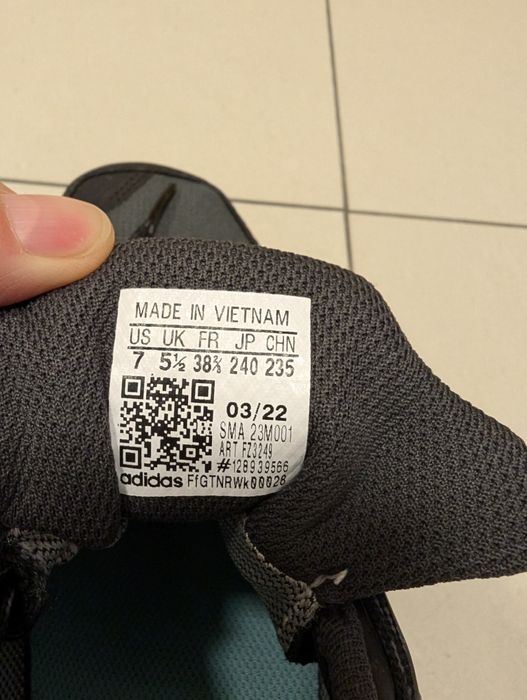 MADE IN VIETNAM
US UK FR JP CHN
7 5½ 38⅔ 240 235
03/22
SMA 23M001
ART FZ3249
#128939566
adidas FfGTNRWk00028